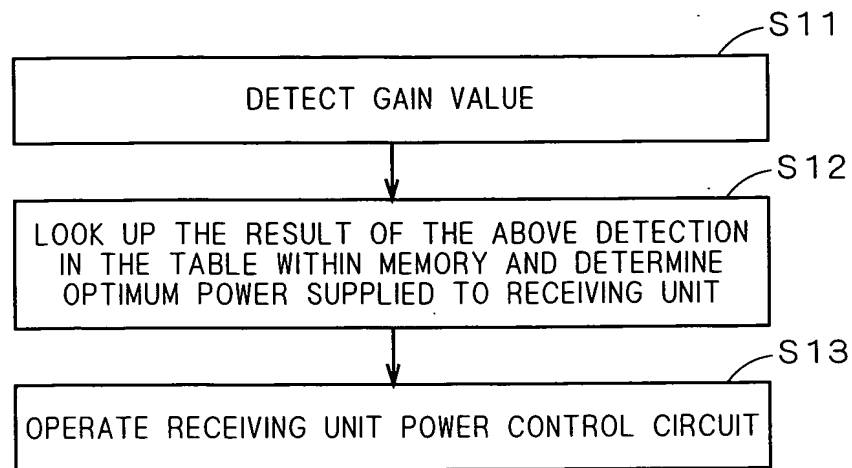 S11
DETECT GAIN VALUE
S12
LOOK UP THE RESULT OF THE ABOVE DETECTION
IN THE TABLE WITHIN MEMORY AND DETERMINE
OPTIMUM POWER SUPPLIED TO RECEIVING UNIT
S13
OPERATE RECEIVING UNIT POWER CONTROL CIRCUIT